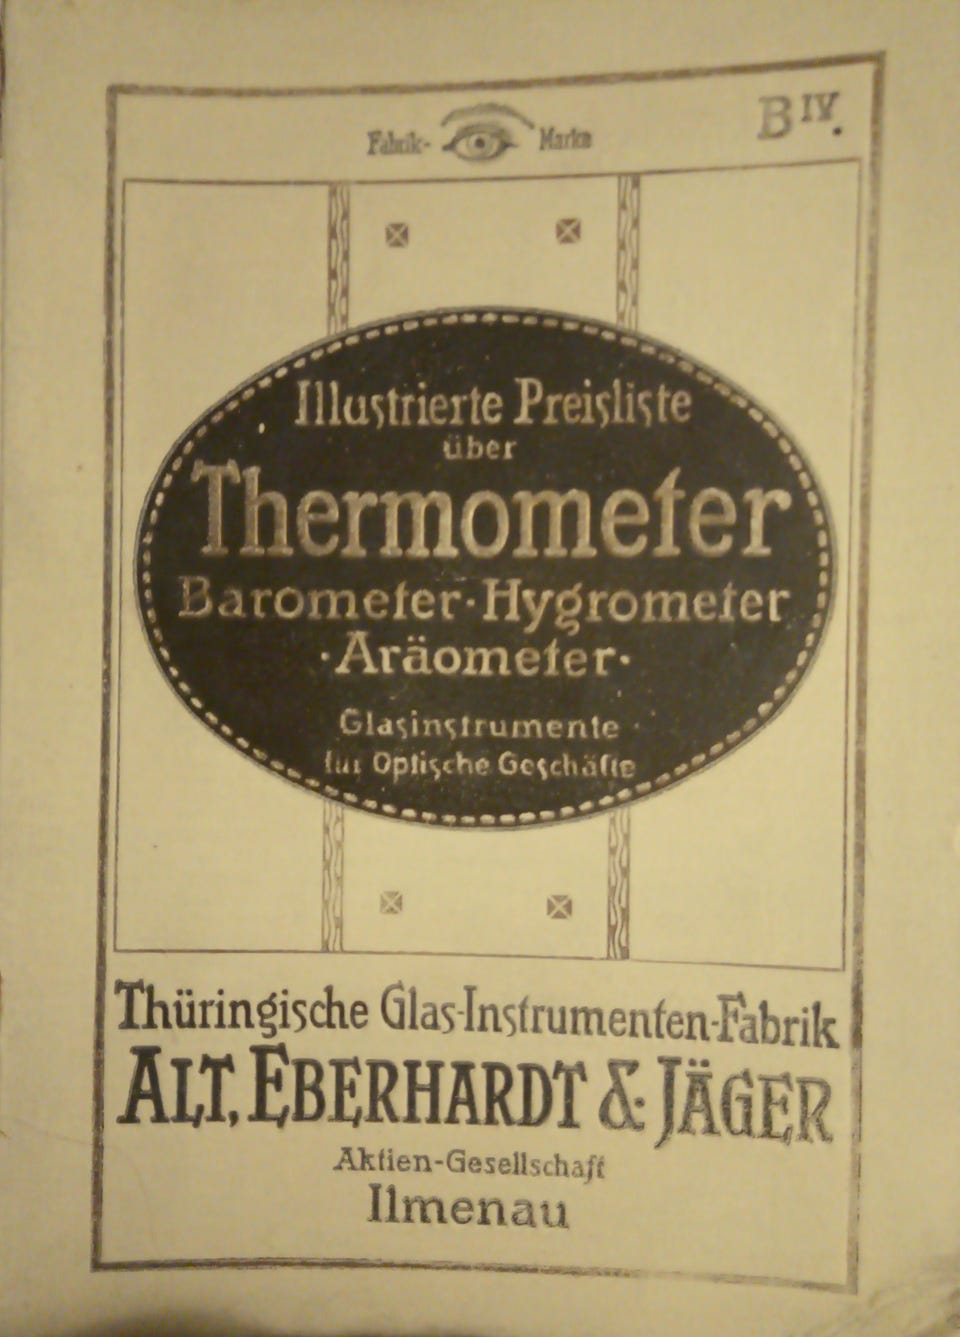 Fabrik- Marke
B IV.
Illustrierte Preisliste
über
Thermometer
Barometer · Hygrometer
· Aräometer ·
Glasinstrumente
für Optische Geschäfte
Thüringische Glas-Instrumenten-Fabrik
ALT, EBERHARDT & JÄGER
Aktien-Gesellschaft
Ilmenau